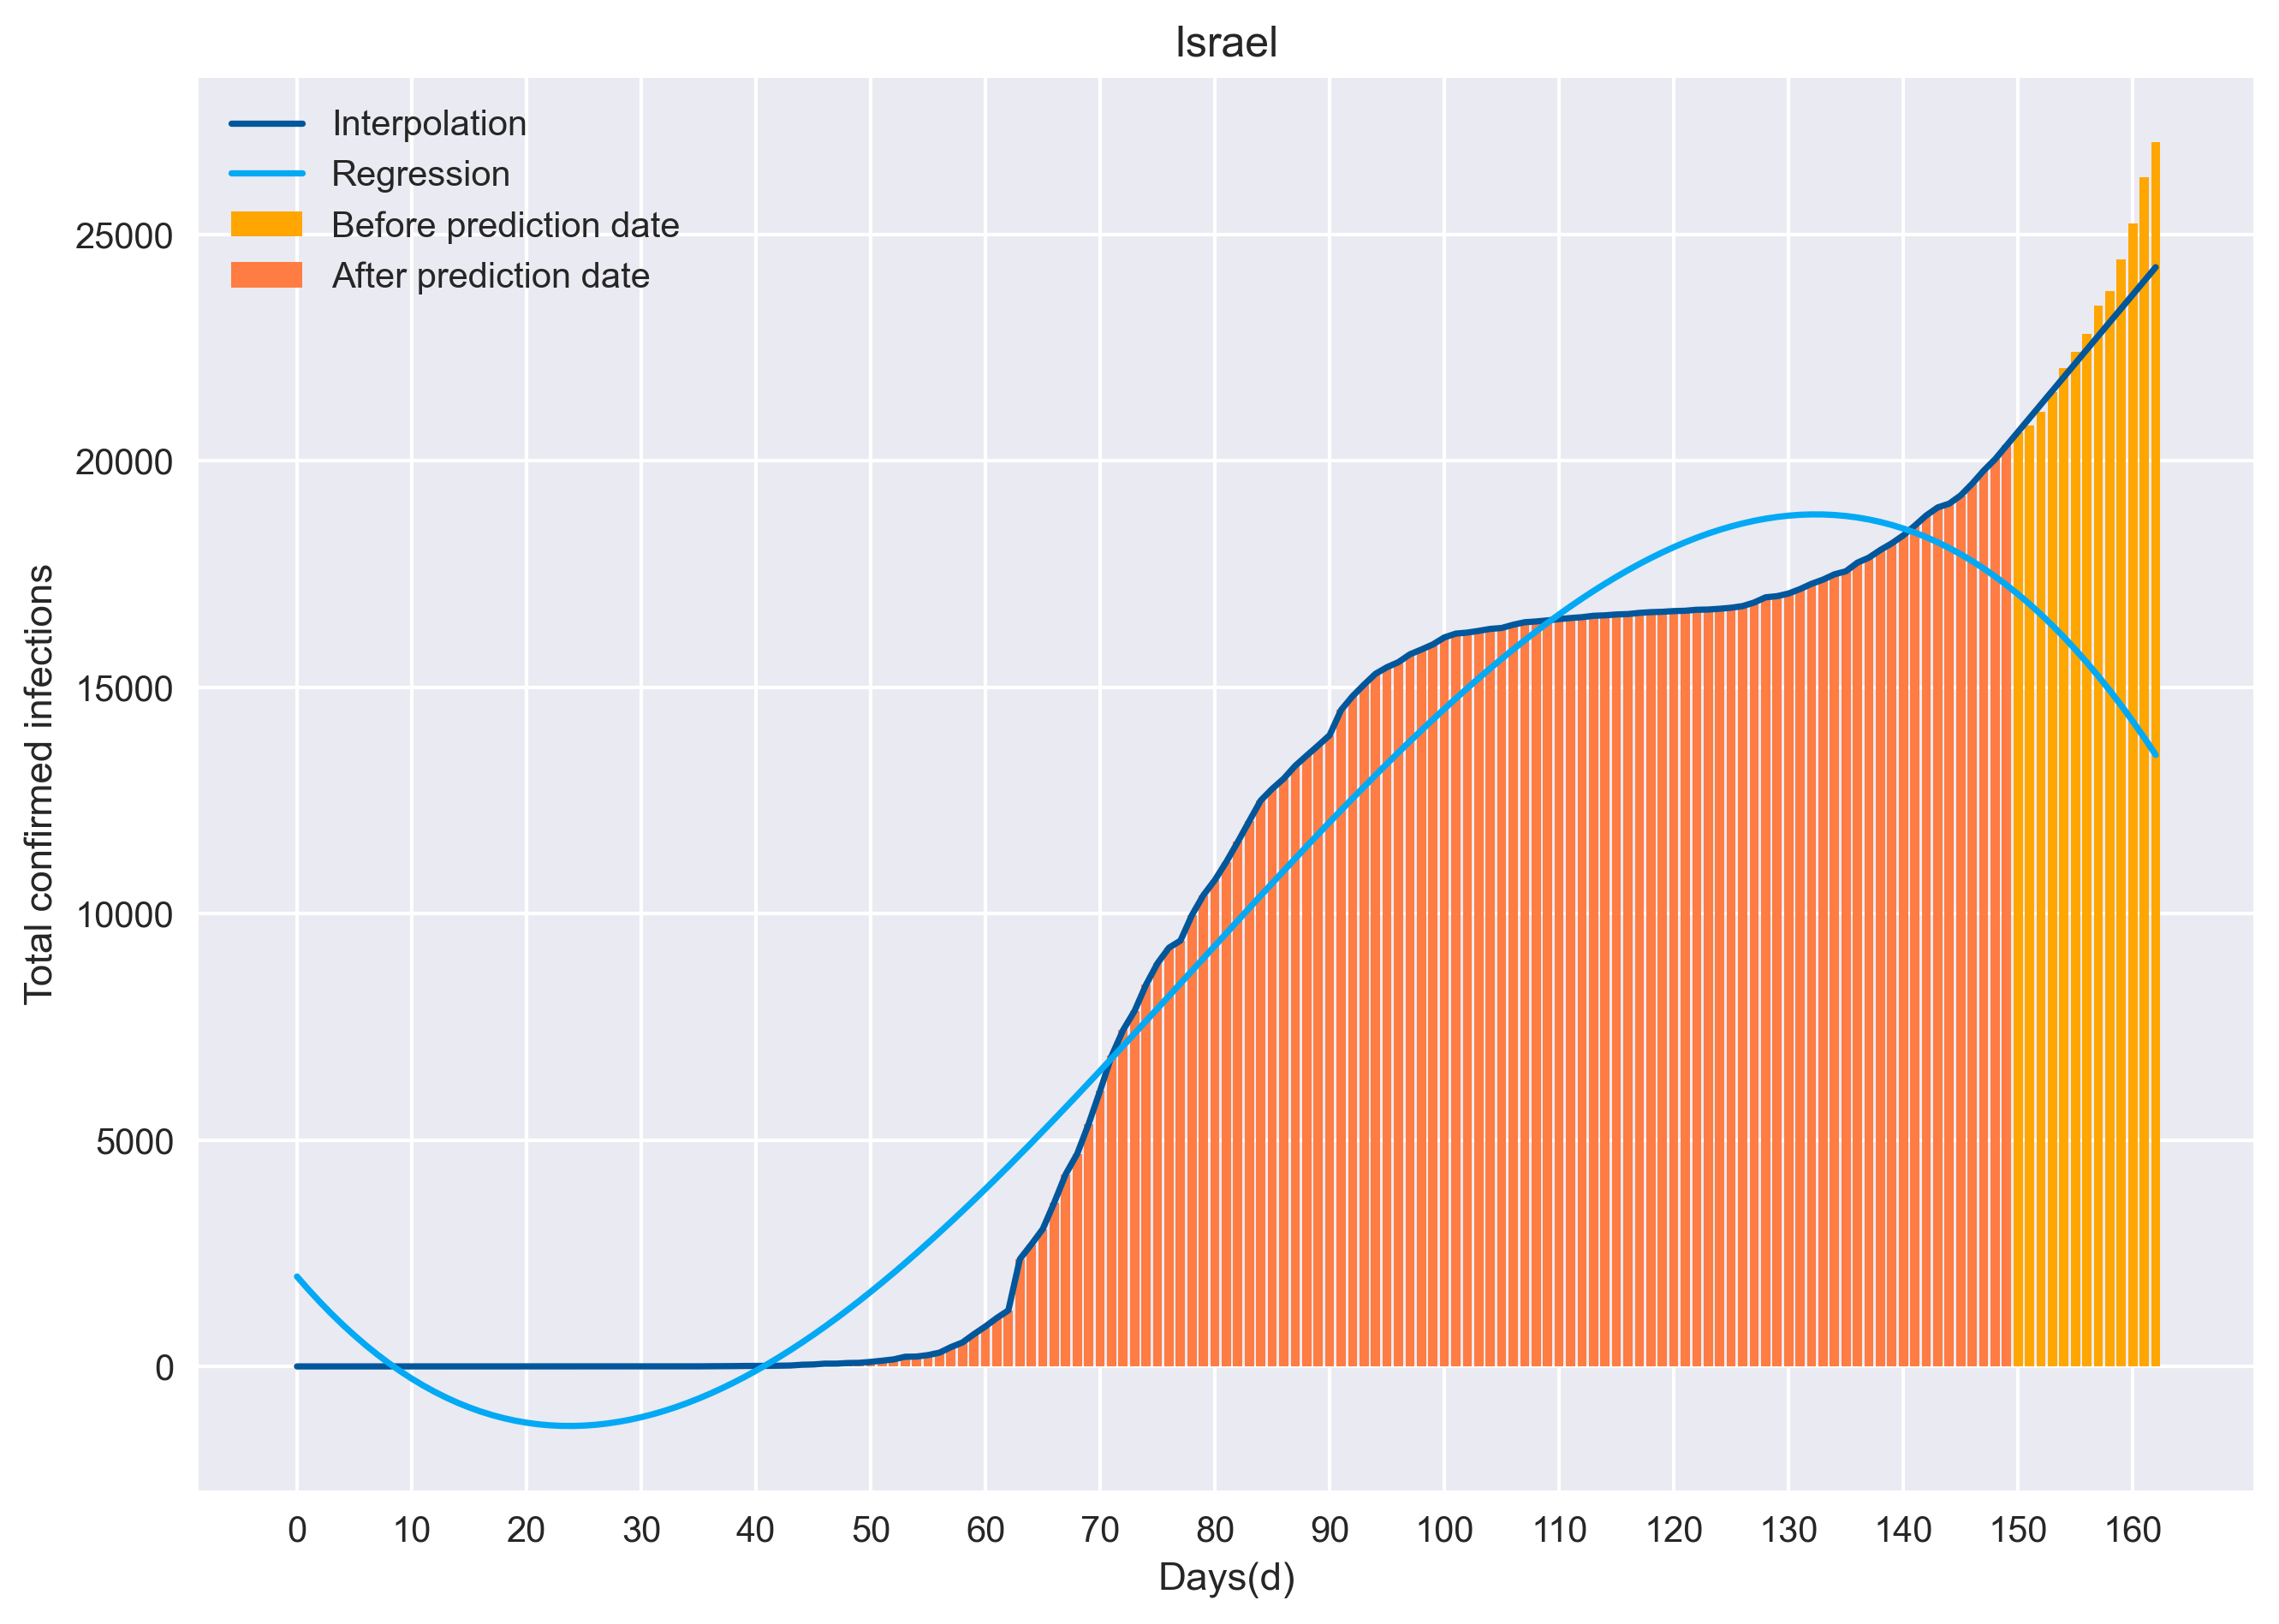 Israel
Interpolation
Regression
Before prediction date
After prediction date
25000
20000
15000
10000
5000
0
Total confirmed infections
0 10 20 30 40 50 60 70 80 90 100 110 120 130 140 150 160
Days(d)